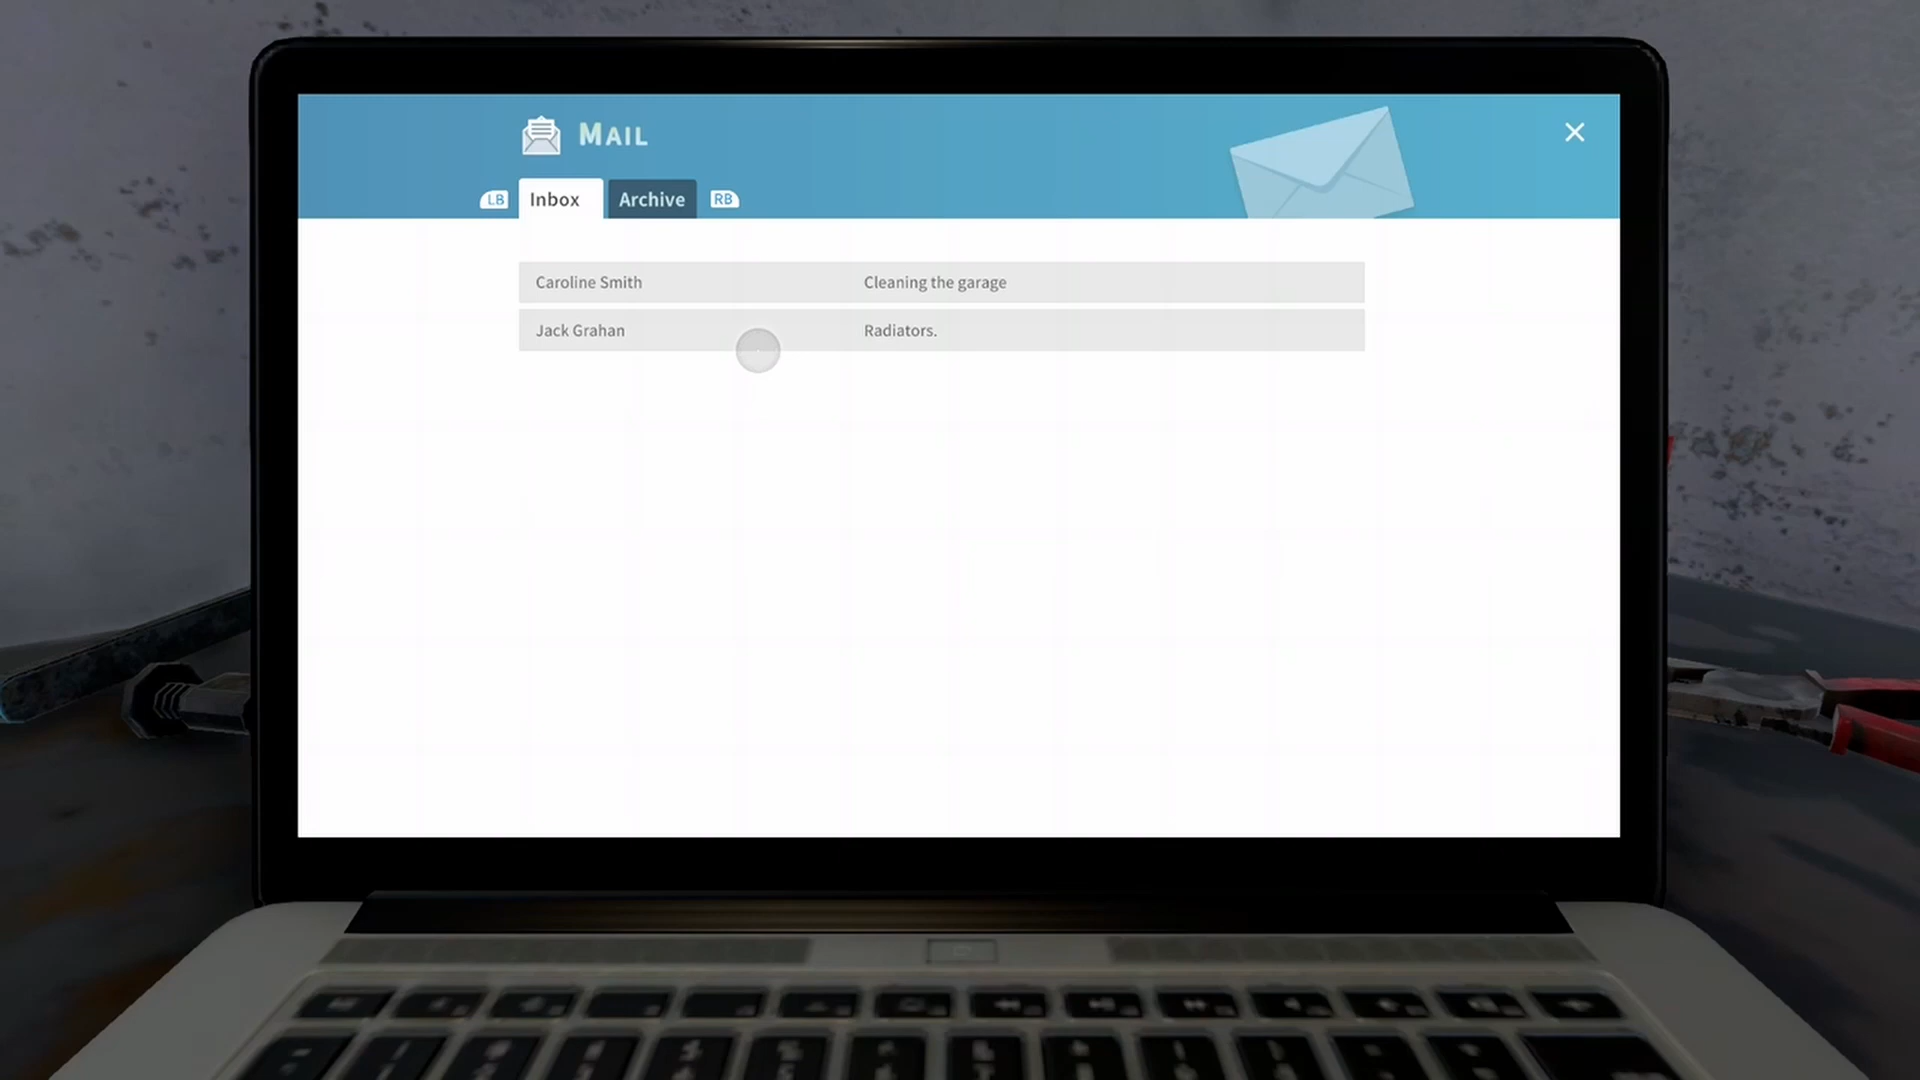 MAIL
LB Inbox Archive RB
Caroline Smith Cleaning the garage
Jack Grahan Radiators.